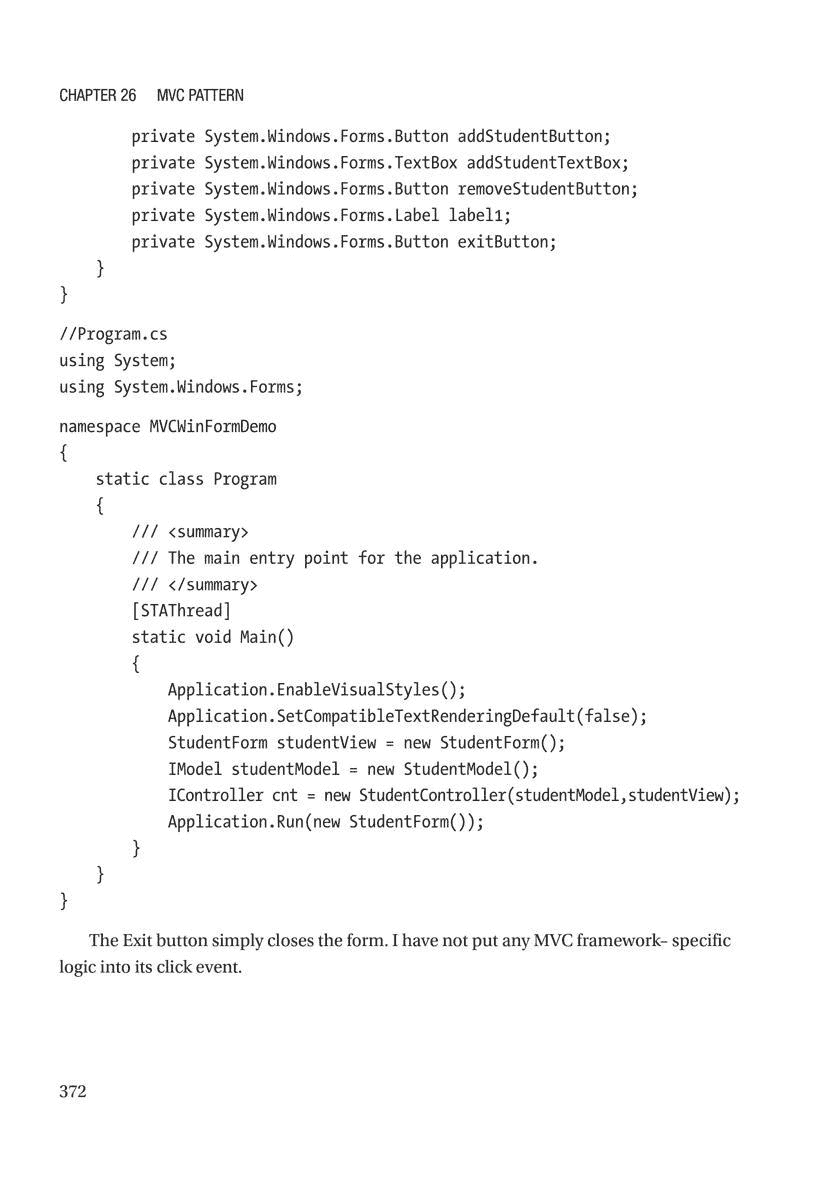 CHAPTER 26 MVC PATTERN
private System.Windows.Forms.Button addStudentButton;
private System.Windows.Forms.TextBox addStudentTextBox;
private System.Windows.Forms.Button removeStudentButton;
private System.Windows.Forms.Label label1;
private System.Windows.Forms.Button exitButton;
}
}
//Program.cs
using System;
using System.Windows.Forms;
namespace MVCWinFormDemo
{
static class Program
{
/// <summary>
/// The main entry point for the application.
/// </summary>
[STAThread]
static void Main()
{
Application.EnableVisualStyles();
Application.SetCompatibleTextRenderingDefault(false);
StudentForm studentView = new StudentForm();
IModel studentModel = new StudentModel();
IController cnt = new StudentController(studentModel,studentView);
Application.Run(new StudentForm());
}
}
}
The Exit button simply closes the form. I have not put any MVC framework– specific
logic into its click event.
372